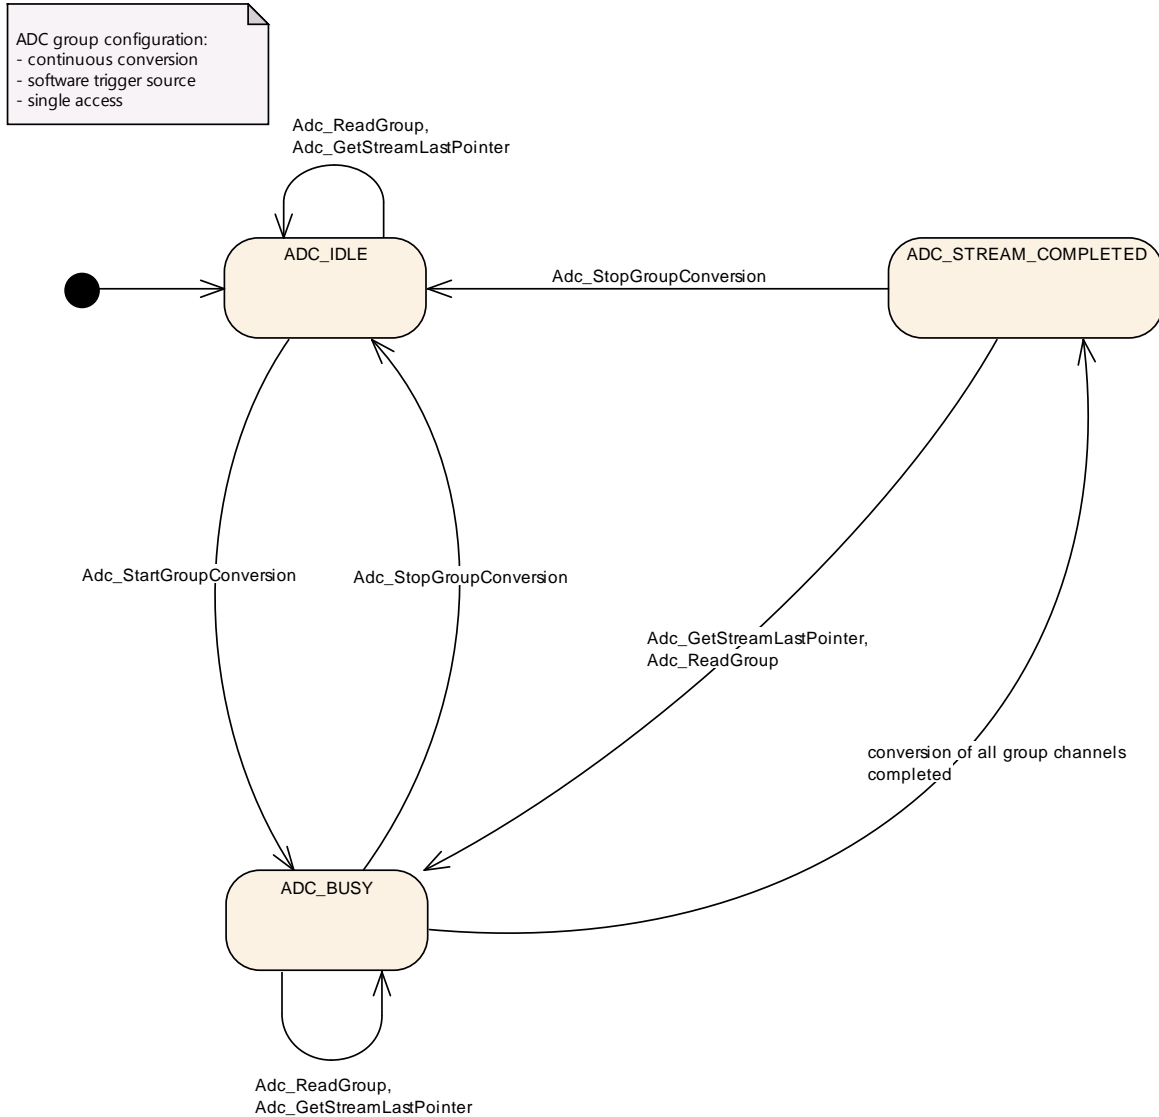 ADC group configuration:
- continuous conversion
- software trigger source
- single access
Adc_ReadGroup,
Adc_GetStreamLastPointer
ADC_IDLE
ADC_STREAM_COMPLETED
Adc_StopGroupConversion
Adc_StartGroupConversion
Adc_StopGroupConversion
Adc_GetStreamLastPointer,
Adc_ReadGroup
conversion of all group channels
completed
ADC_BUSY
Adc_ReadGroup,
Adc_GetStreamLastPointer